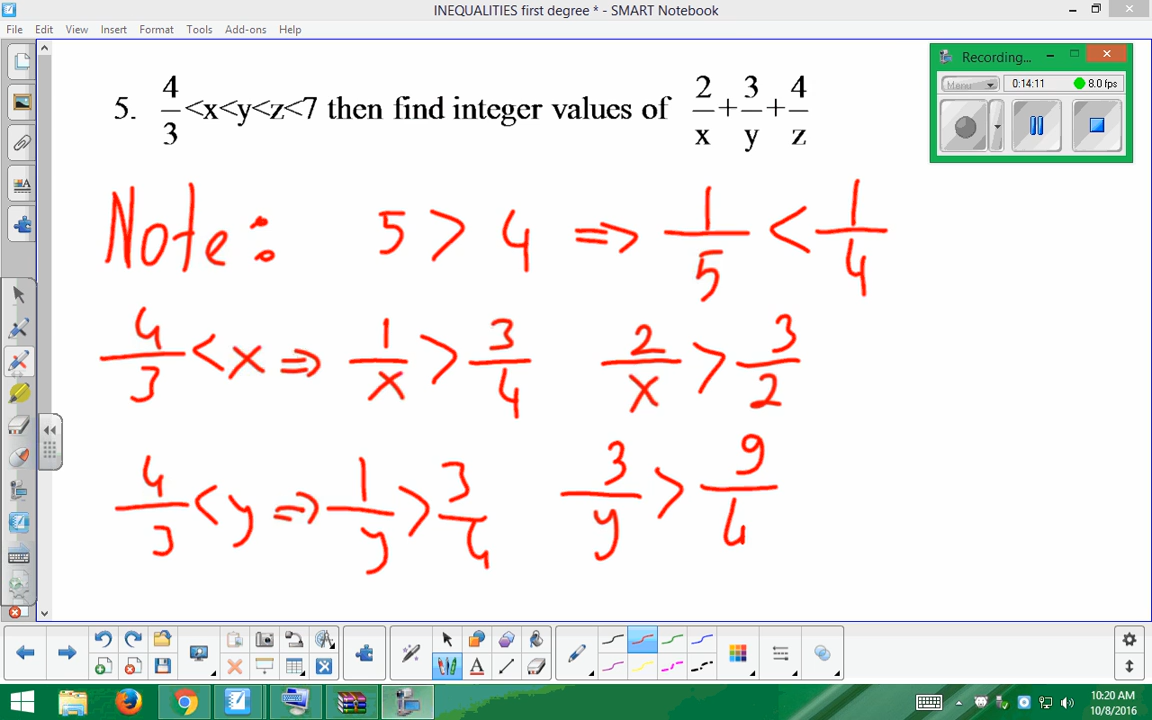 INEQUALITIES first degree * - SMART Notebook
File Edit View Insert Format Tools Add-ons Help
Recording...
Menu
0:14:11
8.0 fps
5. 4/3 <x<y<z<7 then find integer values of 2/x + 3/y + 4/z
Note: 5 > 4 => 1/5 < 1/4
4/3 < x => 1/x > 3/4 2/x > 3/2
4/3 < y => 1/y > 3/4 3/y > 9/4
10:20 AM
10/8/2016